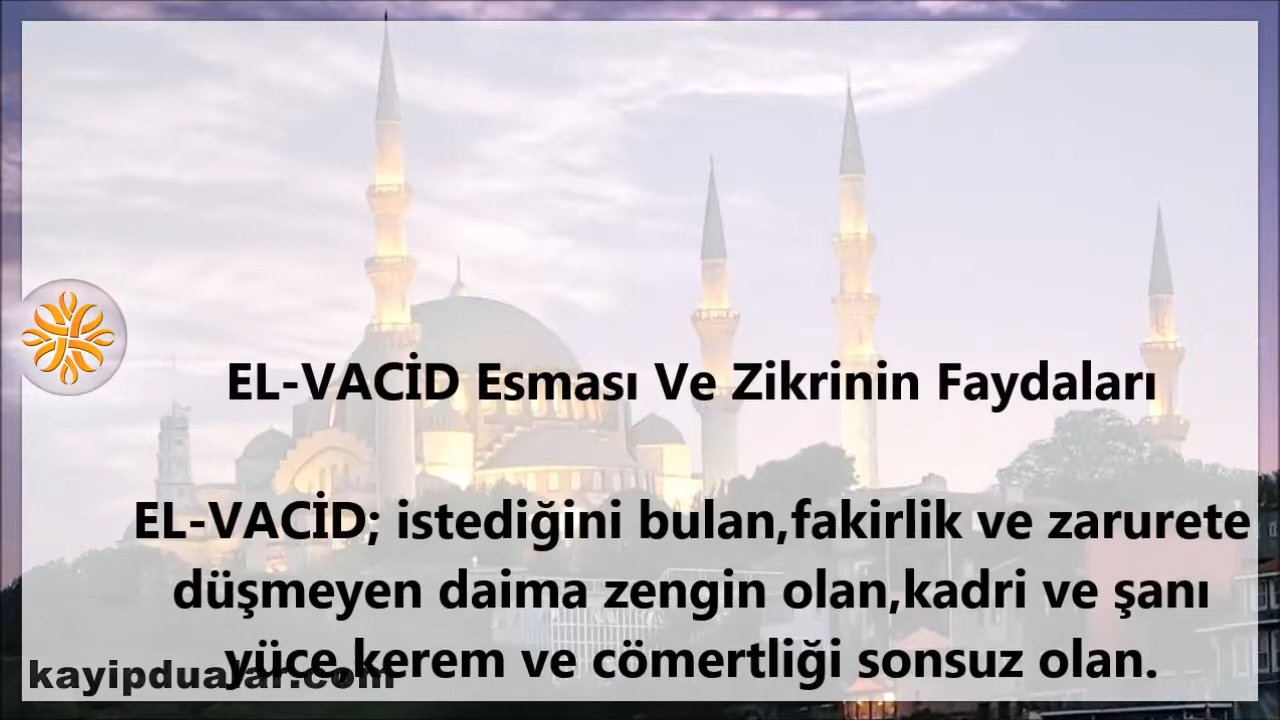 EL-VACİD Esması Ve Zikrinin Faydaları
EL-VACİD; istediğini bulan,fakirlik ve zarurete
düşmeyen daima zengin olan,kadri ve şanı
yüce,kerem ve cömertliği sonsuz olan.
kayipdualar.com